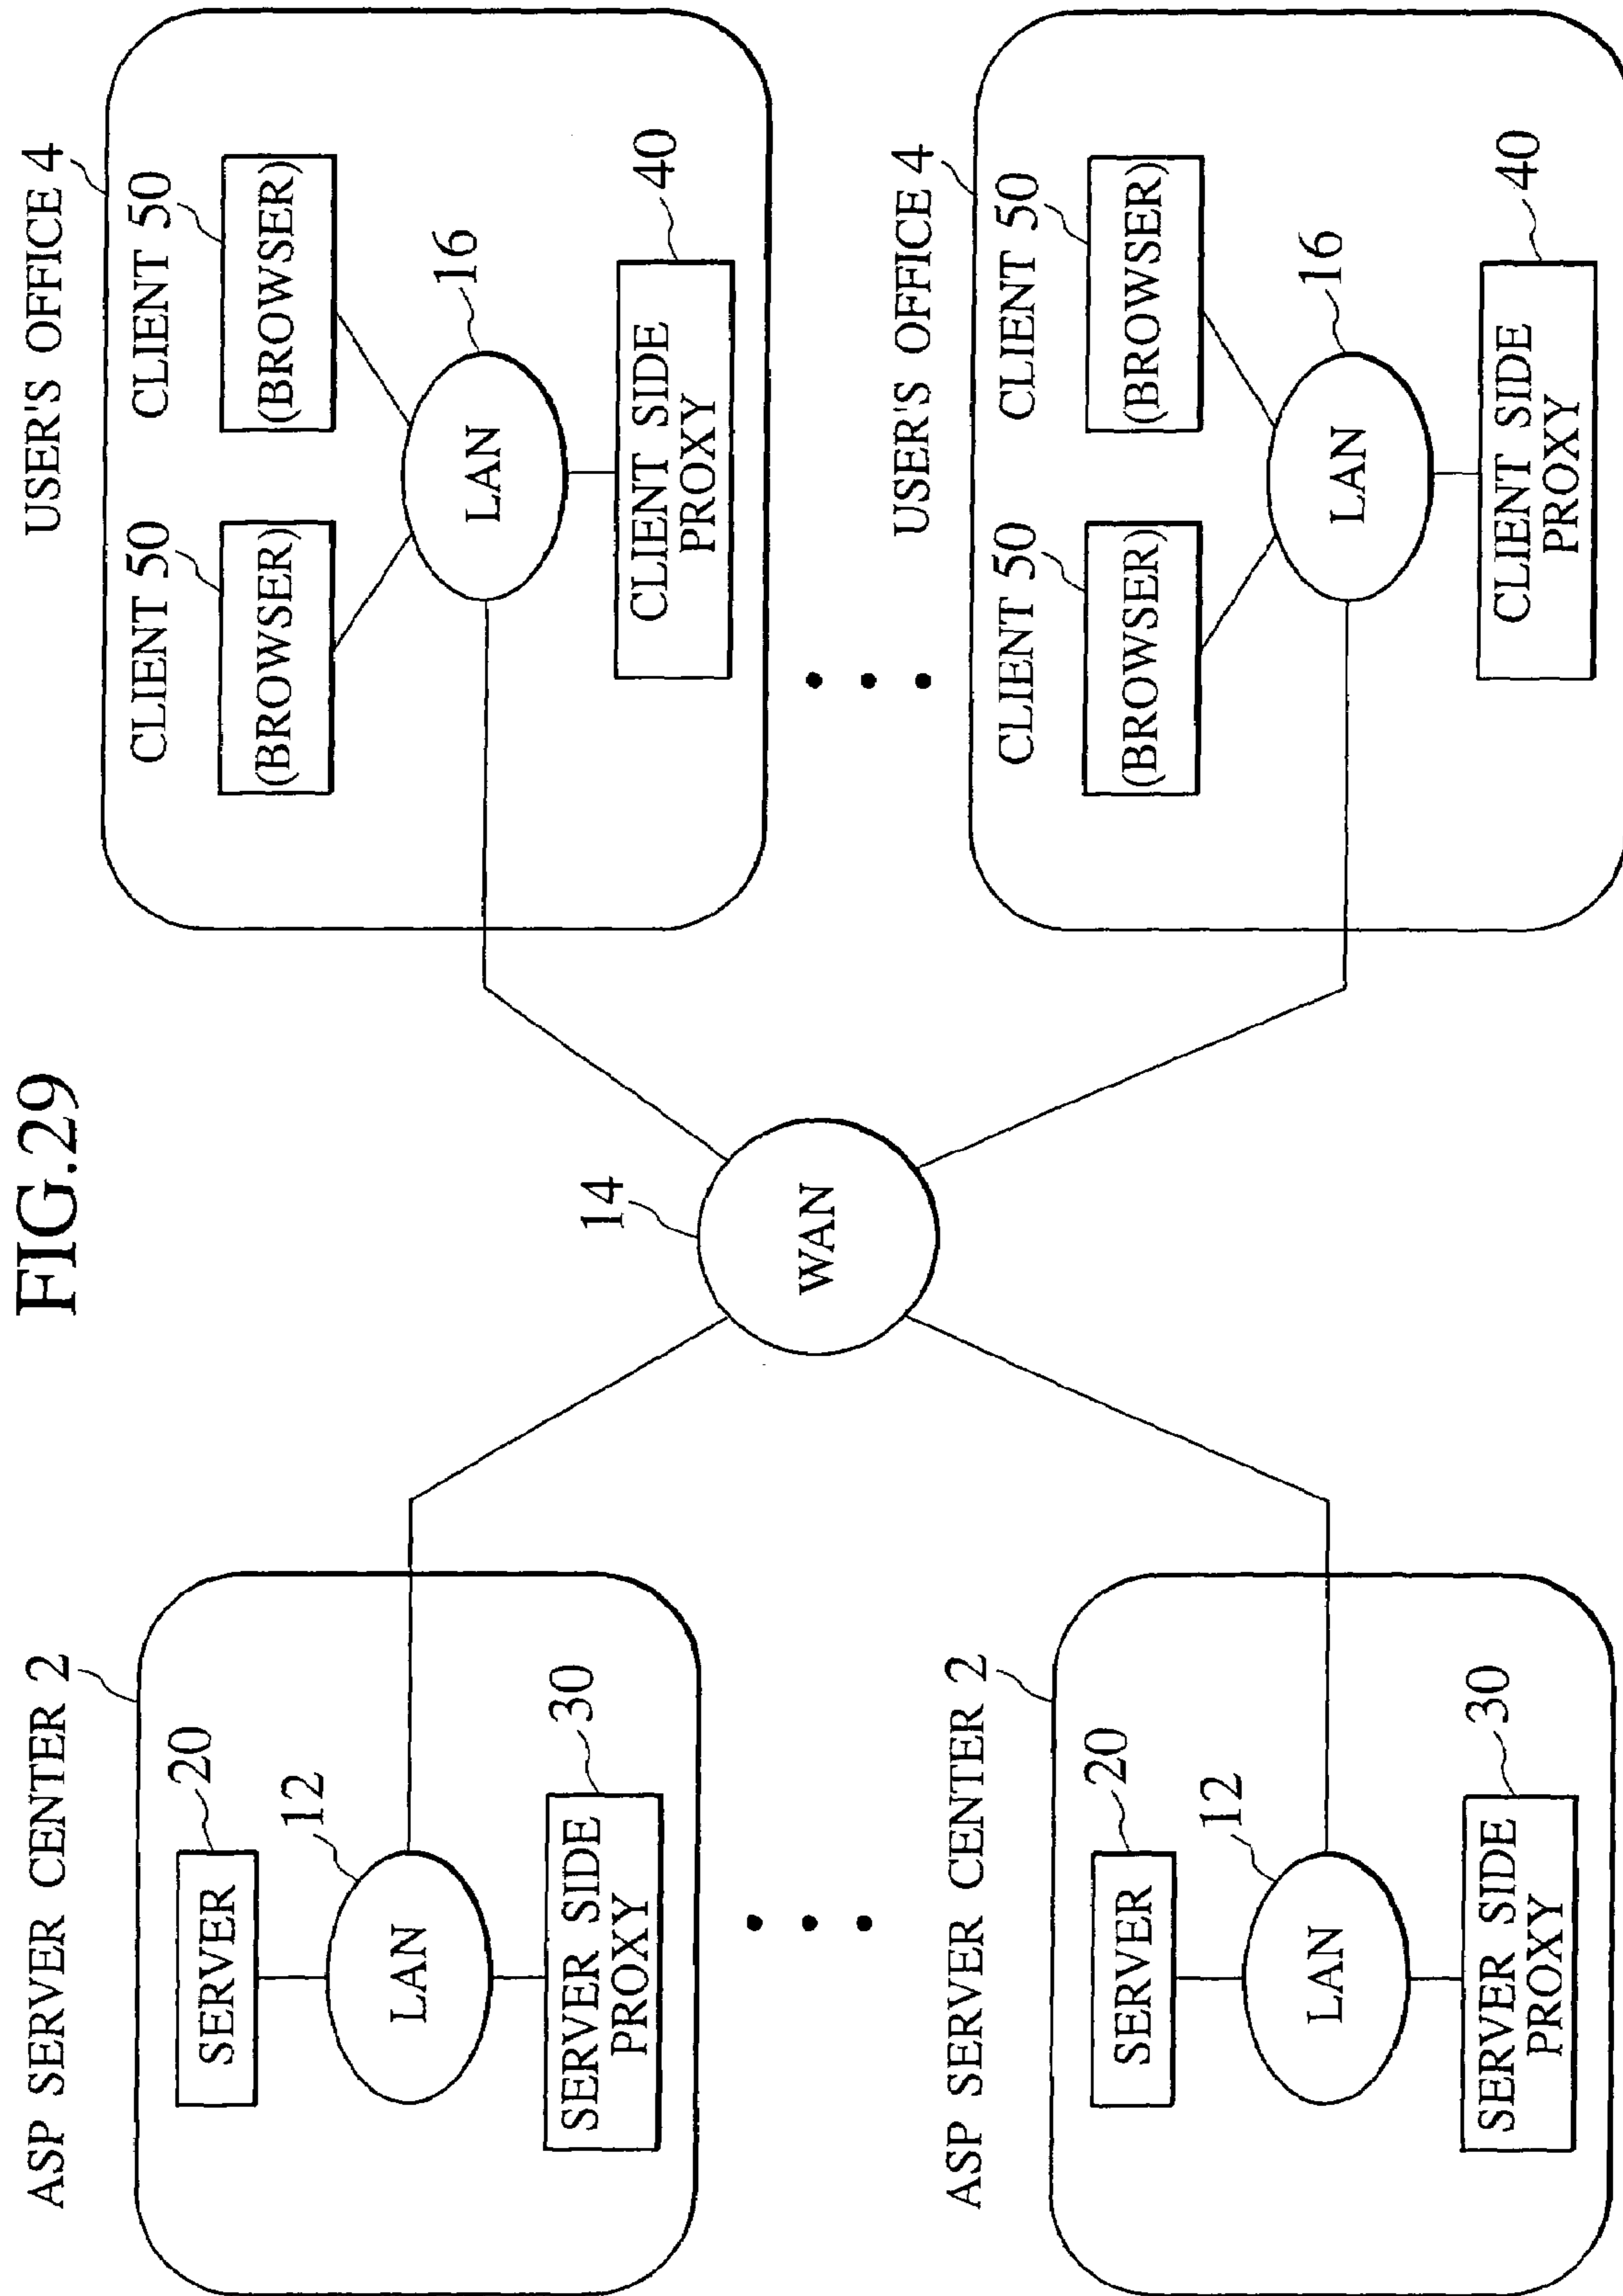 FIG.29
ASP SERVER CENTER 2
SERVER
20
12
LAN
30
SERVER SIDE
PROXY
ASP SERVER CENTER 2
SERVER
20
12
LAN
30
SERVER SIDE
PROXY
14
WAN
USER'S OFFICE 4
CLIENT 50
(BROWSER)
CLIENT 50
(BROWSER)
16
LAN
40
CLIENT SIDE
PROXY
USER'S OFFICE 4
CLIENT 50
(BROWSER)
CLIENT 50
(BROWSER)
16
LAN
40
CLIENT SIDE
PROXY